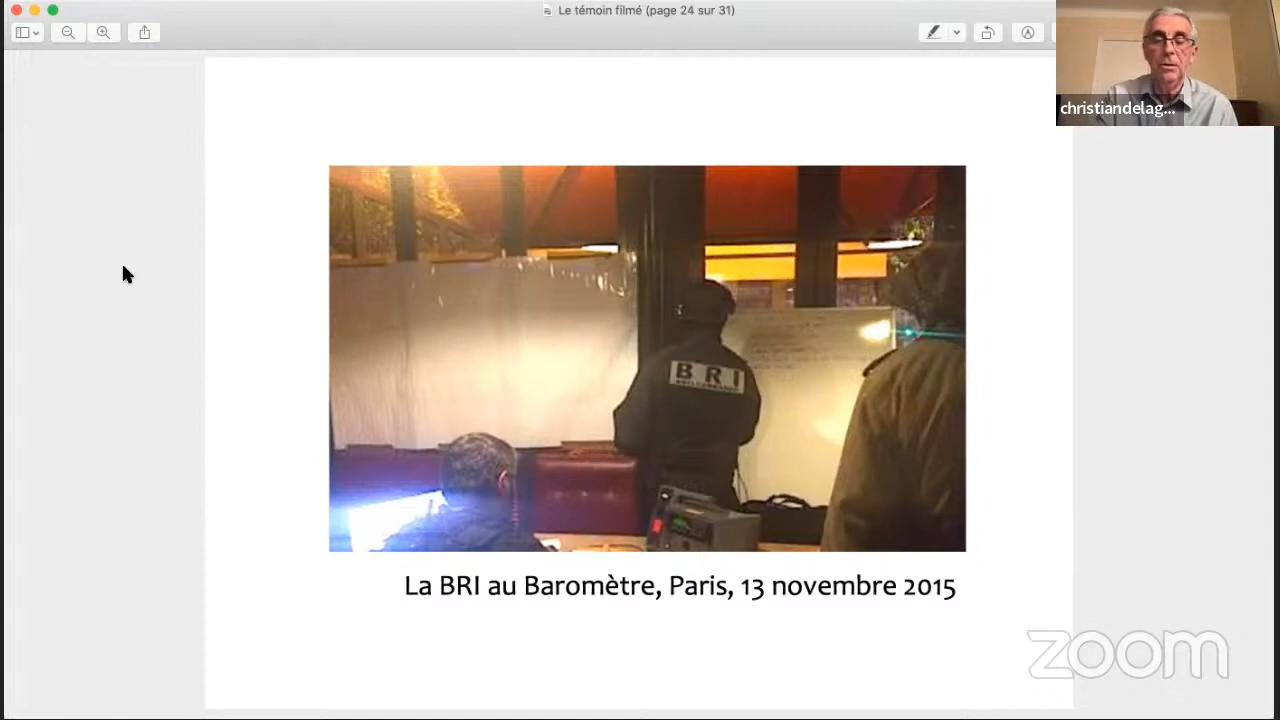 Le témoin filmé (page 24 sur 31)
christiandelag...
BRI
La BRI au Baromètre, Paris, 13 novembre 2015
zoom